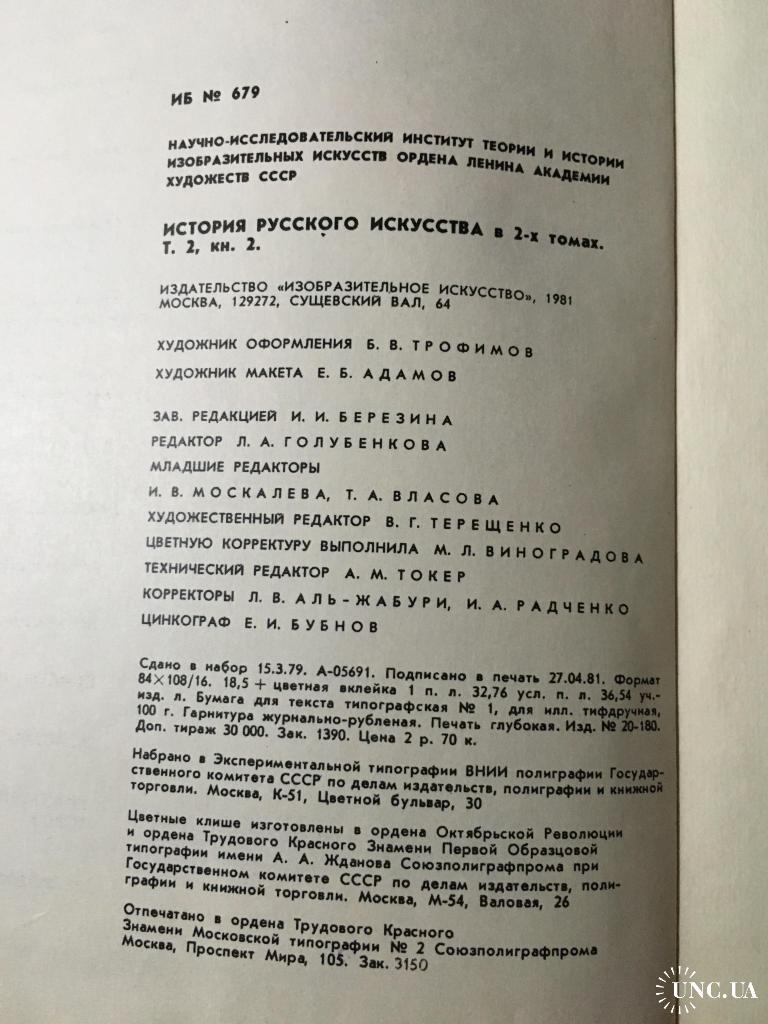 ИБ № 679
НАУЧНО-ИССЛЕДОВАТЕЛЬСКИЙ ИНСТИТУТ ТЕОРИИ И ИСТОРИИ
ИЗОБРАЗИТЕЛЬНЫХ ИСКУССТВ ОРДЕНА ЛЕНИНА АКАДЕМИИ
ХУДОЖЕСТВ СССР
ИСТОРИЯ РУССКОГО ИСКУССТВА в 2-х томах.
Т. 2, кн. 2.
ИЗДАТЕЛЬСТВО «ИЗОБРАЗИТЕЛЬНОЕ ИСКУССТВО», 1981
МОСКВА, 129272, СУЩЕВСКИЙ ВАЛ, 64
ХУДОЖНИК ОФОРМЛЕНИЯ Б. В. ТРОФИМОВ
ХУДОЖНИК МАКЕТА Е. Б. АДАМОВ
ЗАВ. РЕДАКЦИЕЙ И. И. БЕРЕЗИНА
РЕДАКТОР Л. А. ГОЛУБЕНКОВА
МЛАДШИЕ РЕДАКТОРЫ
И. В. МОСКАЛЕВА, Т. А. ВЛАСОВА
ХУДОЖЕСТВЕННЫЙ РЕДАКТОР В. Г. ТЕРЕЩЕНКО
ЦВЕТНУЮ КОРРЕКТУРУ ВЫПОЛНИЛА М. Л. ВИНОГРАДОВА
ТЕХНИЧЕСКИЙ РЕДАКТОР А. М. ТОКЕР
КОРРЕКТОРЫ Л. В. АЛЬ-ЖАБУРИ, И. А. РАДЧЕНКО
ЦИНКОГРАФ Е. И. БУБНОВ
Сдано в набор 15.3.79. А-05691. Подписано в печать 27.04.81. Формат
84×108/16. 18,5 + цветная вклейка 1 п. л. 32,76 усл. п. л. 36,54 уч.-
изд. л. Бумага для текста типографская № 1, для илл. тифдручная,
100 г. Гарнитура журнально-рубленая. Печать глубокая. Изд. № 20-180.
Доп. тираж 30 000. Зак. 1390. Цена 2 р. 70 к.
Набрано в Экспериментальной типографии ВНИИ полиграфии Государ-
ственного комитета СССР по делам издательств, полиграфии и книжной
торговли. Москва, К-51, Цветной бульвар, 30
Цветные клише изготовлены в ордена Октябрьской Революции
и ордена Трудового Красного Знамени Первой Образцовой
типографии имени А. А. Жданова Союзполиграфпрома при
Государственном комитете СССР по делам издательств, поли-
графии и книжной торговли. Москва, М-54, Валовая, 26
Отпечатано в ордена Трудового Красного
Знамени Московской типографии № 2 Союзполиграфпрома
Москва, Проспект Мира, 105. Зак. 3150
UNC.UA